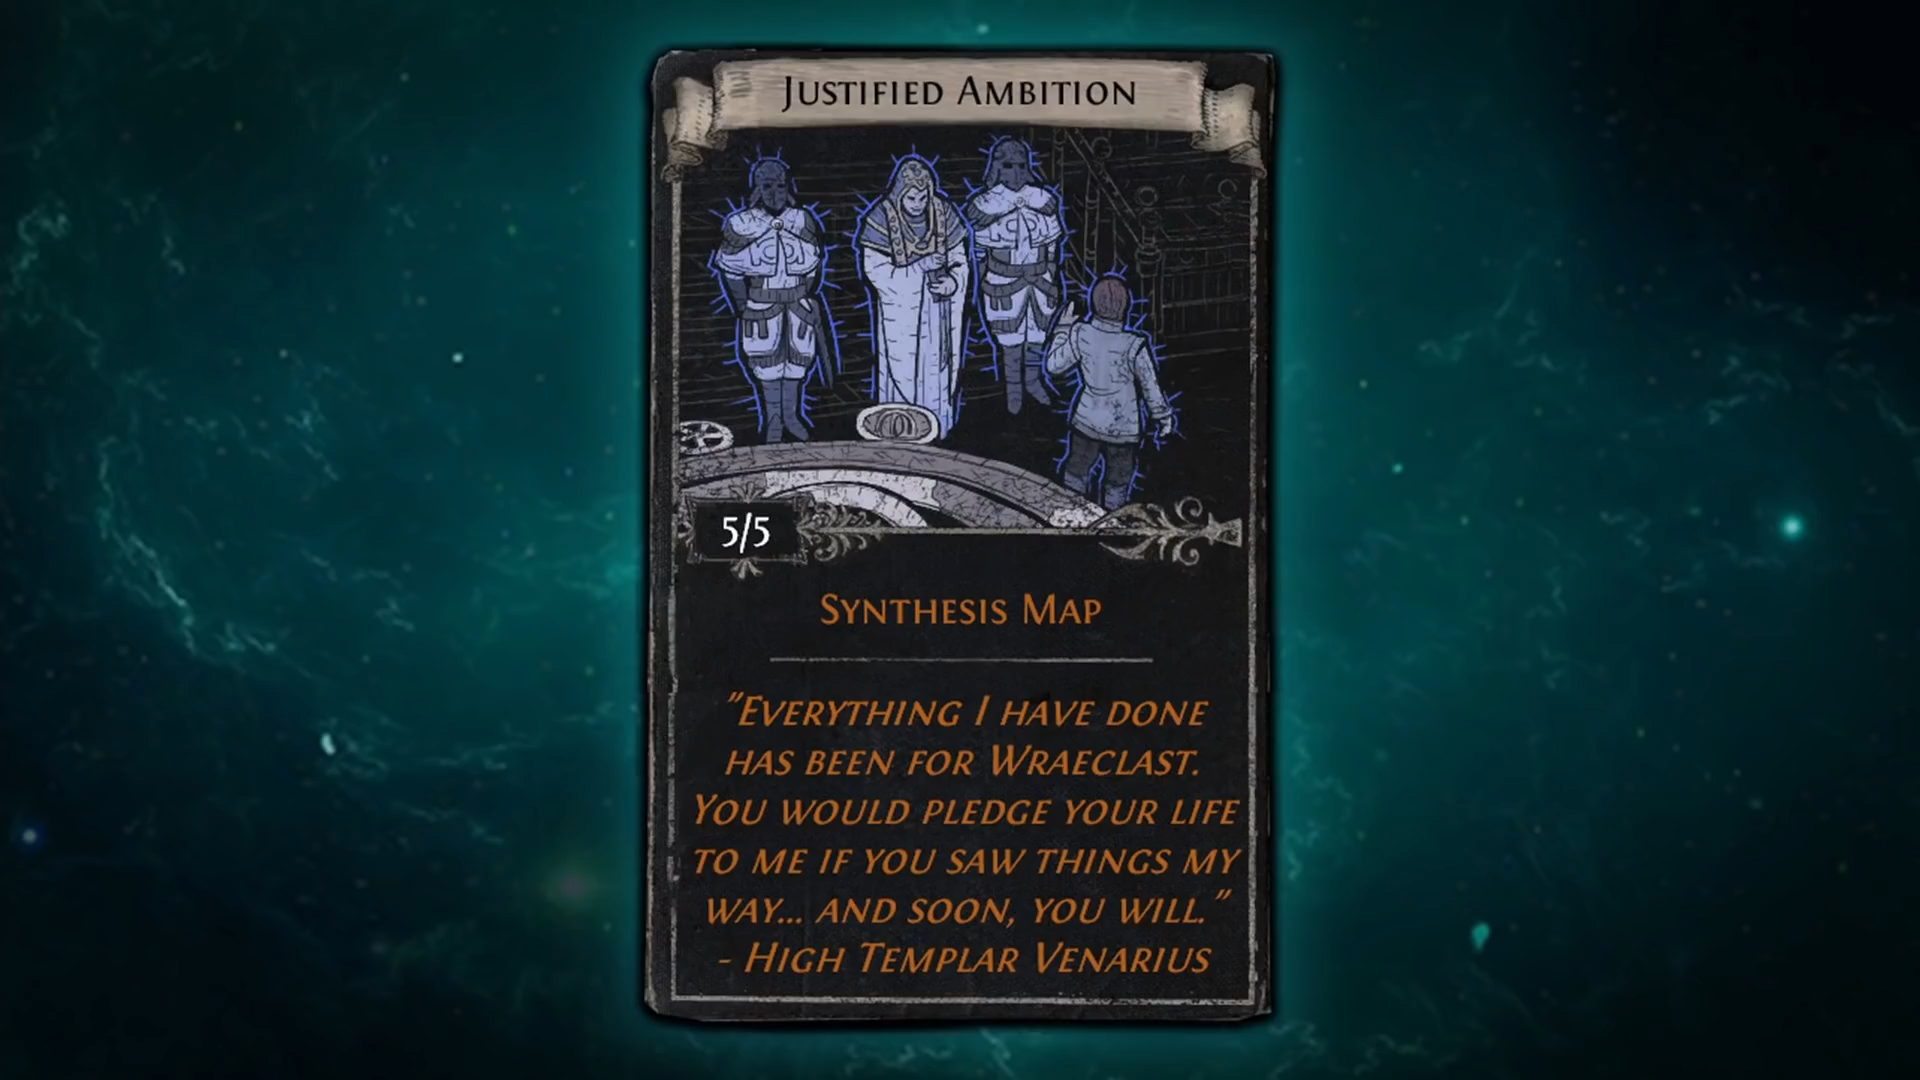 Justified Ambition
5/5
Synthesis Map
"Everything I have done
has been for Wraeclast.
You would pledge your life
to me if you saw things my
way... and soon, you will."
- High Templar Venarius